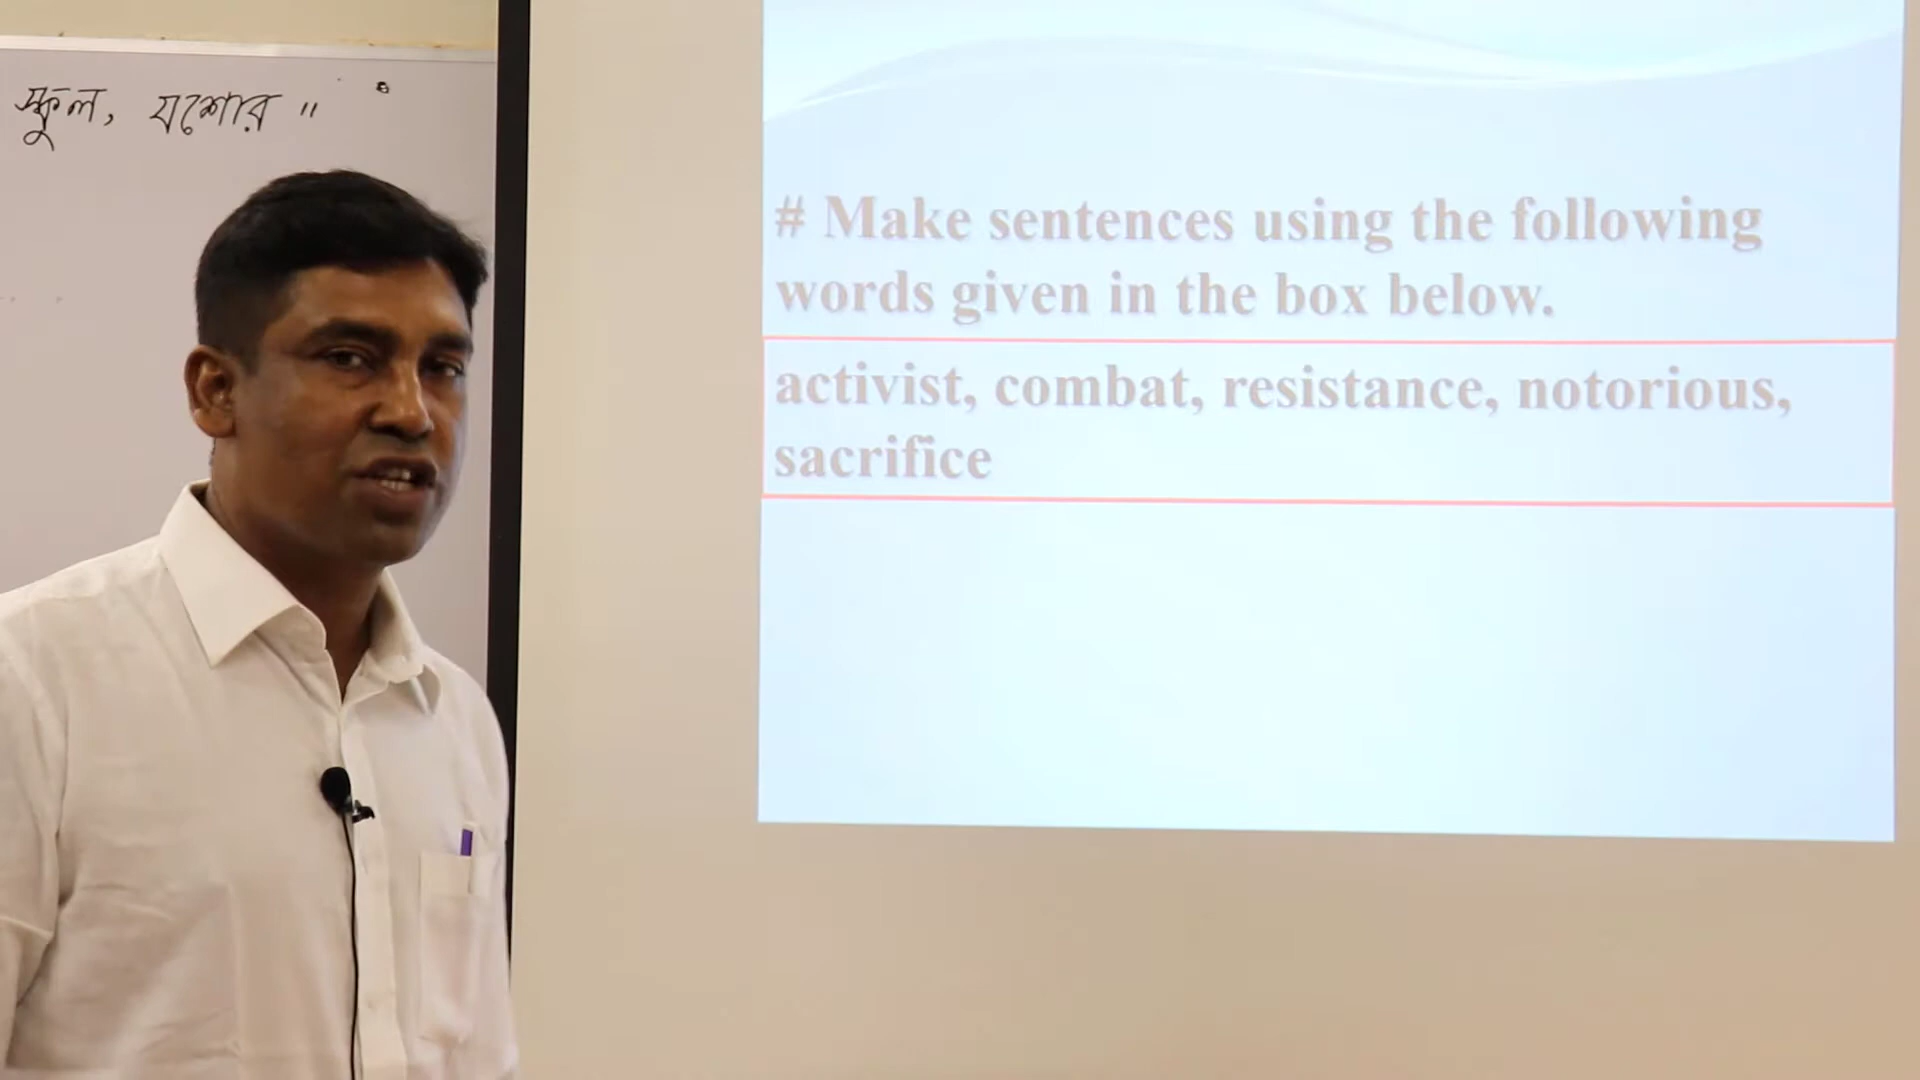 স্কুল, যশোর "
# Make sentences using the following
words given in the box below.
activist, combat, resistance, notorious,
sacrifice